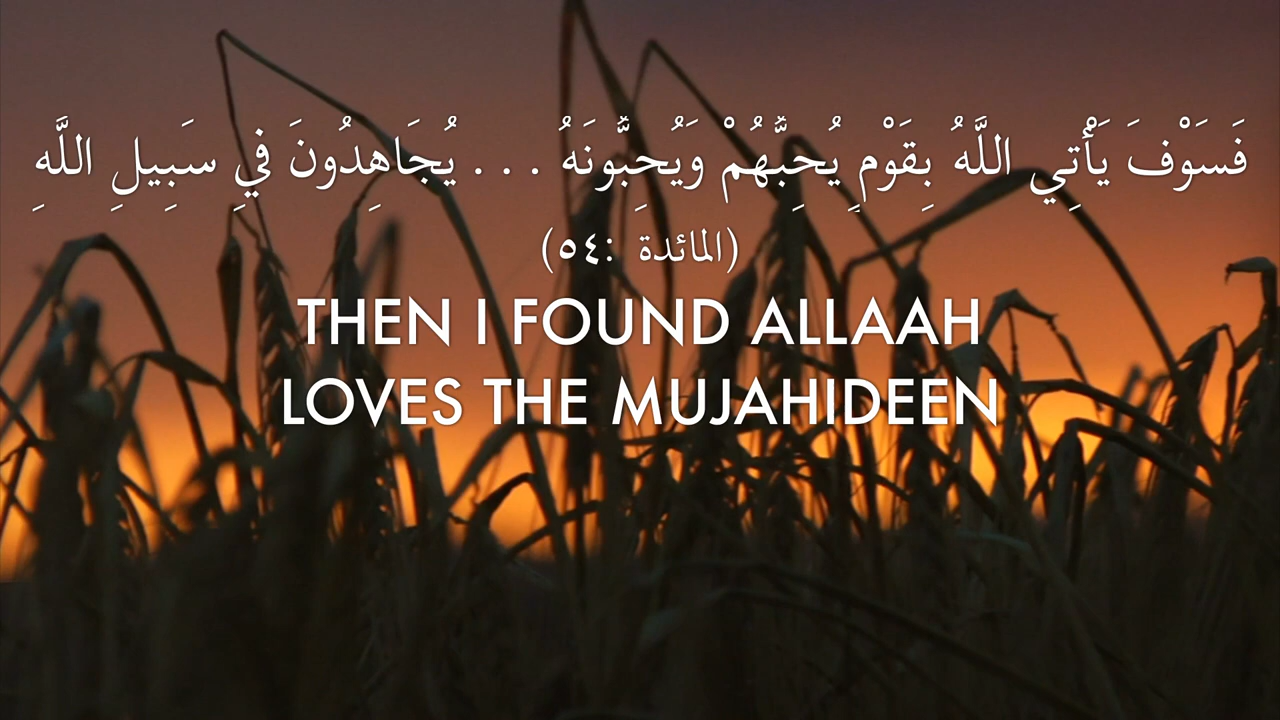 فَسَوْفَ يَأْتِي اللَّهُ بِقَوْمٍ يُحِبُّهُمْ وَيُحِبُّونَهُ . . . يُجَاهِدُونَ فِي سَبِيلِ اللَّهِ
(المائدة :٥٤)
THEN I FOUND ALLAAH
LOVES THE MUJAHIDEEN